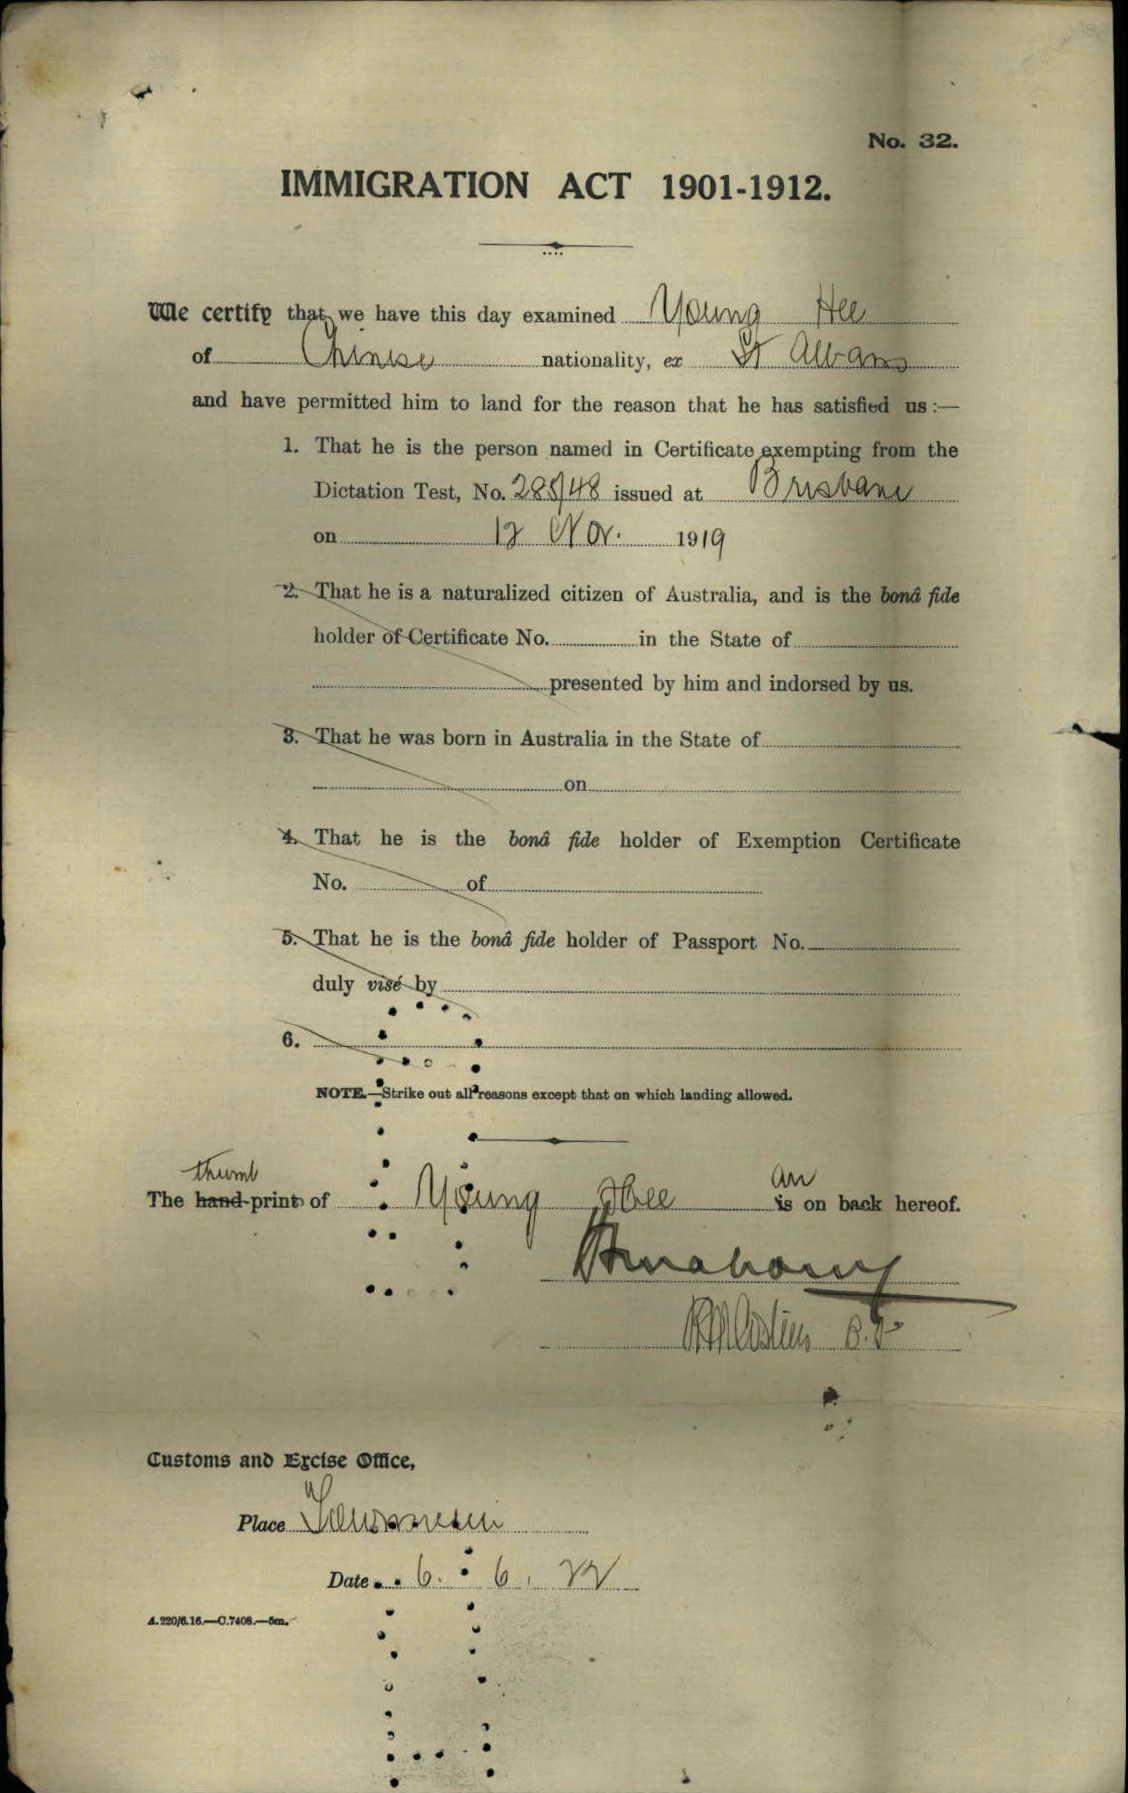 No. 32.
IMMIGRATION ACT 1901-1912.
We certify that we have this day examined Young Hee
of Chinese nationality, ex St Albans
and have permitted him to land for the reason that he has satisfied us :—
1. That he is the person named in Certificate exempting from the
Dictation Test, No. 285/48 issued at Brisbane
on 12 Nov. 1919
2. That he is a naturalized citizen of Australia, and is the bonâ fide
holder of Certificate No. in the State of
presented by him and indorsed by us.
3. That he was born in Australia in the State of
on
4. That he is the bonâ fide holder of Exemption Certificate
No. of
5. That he is the bonâ fide holder of Passport No.
duly visé by
6.
NOTE.—Strike out all reasons except that on which landing allowed.
thumb are
The hand-print of Young Hee is on back hereof.
Customs and Excise Office,
Place
Date 6. 6. 22
A.220/6.16.—C.7408.—5m.